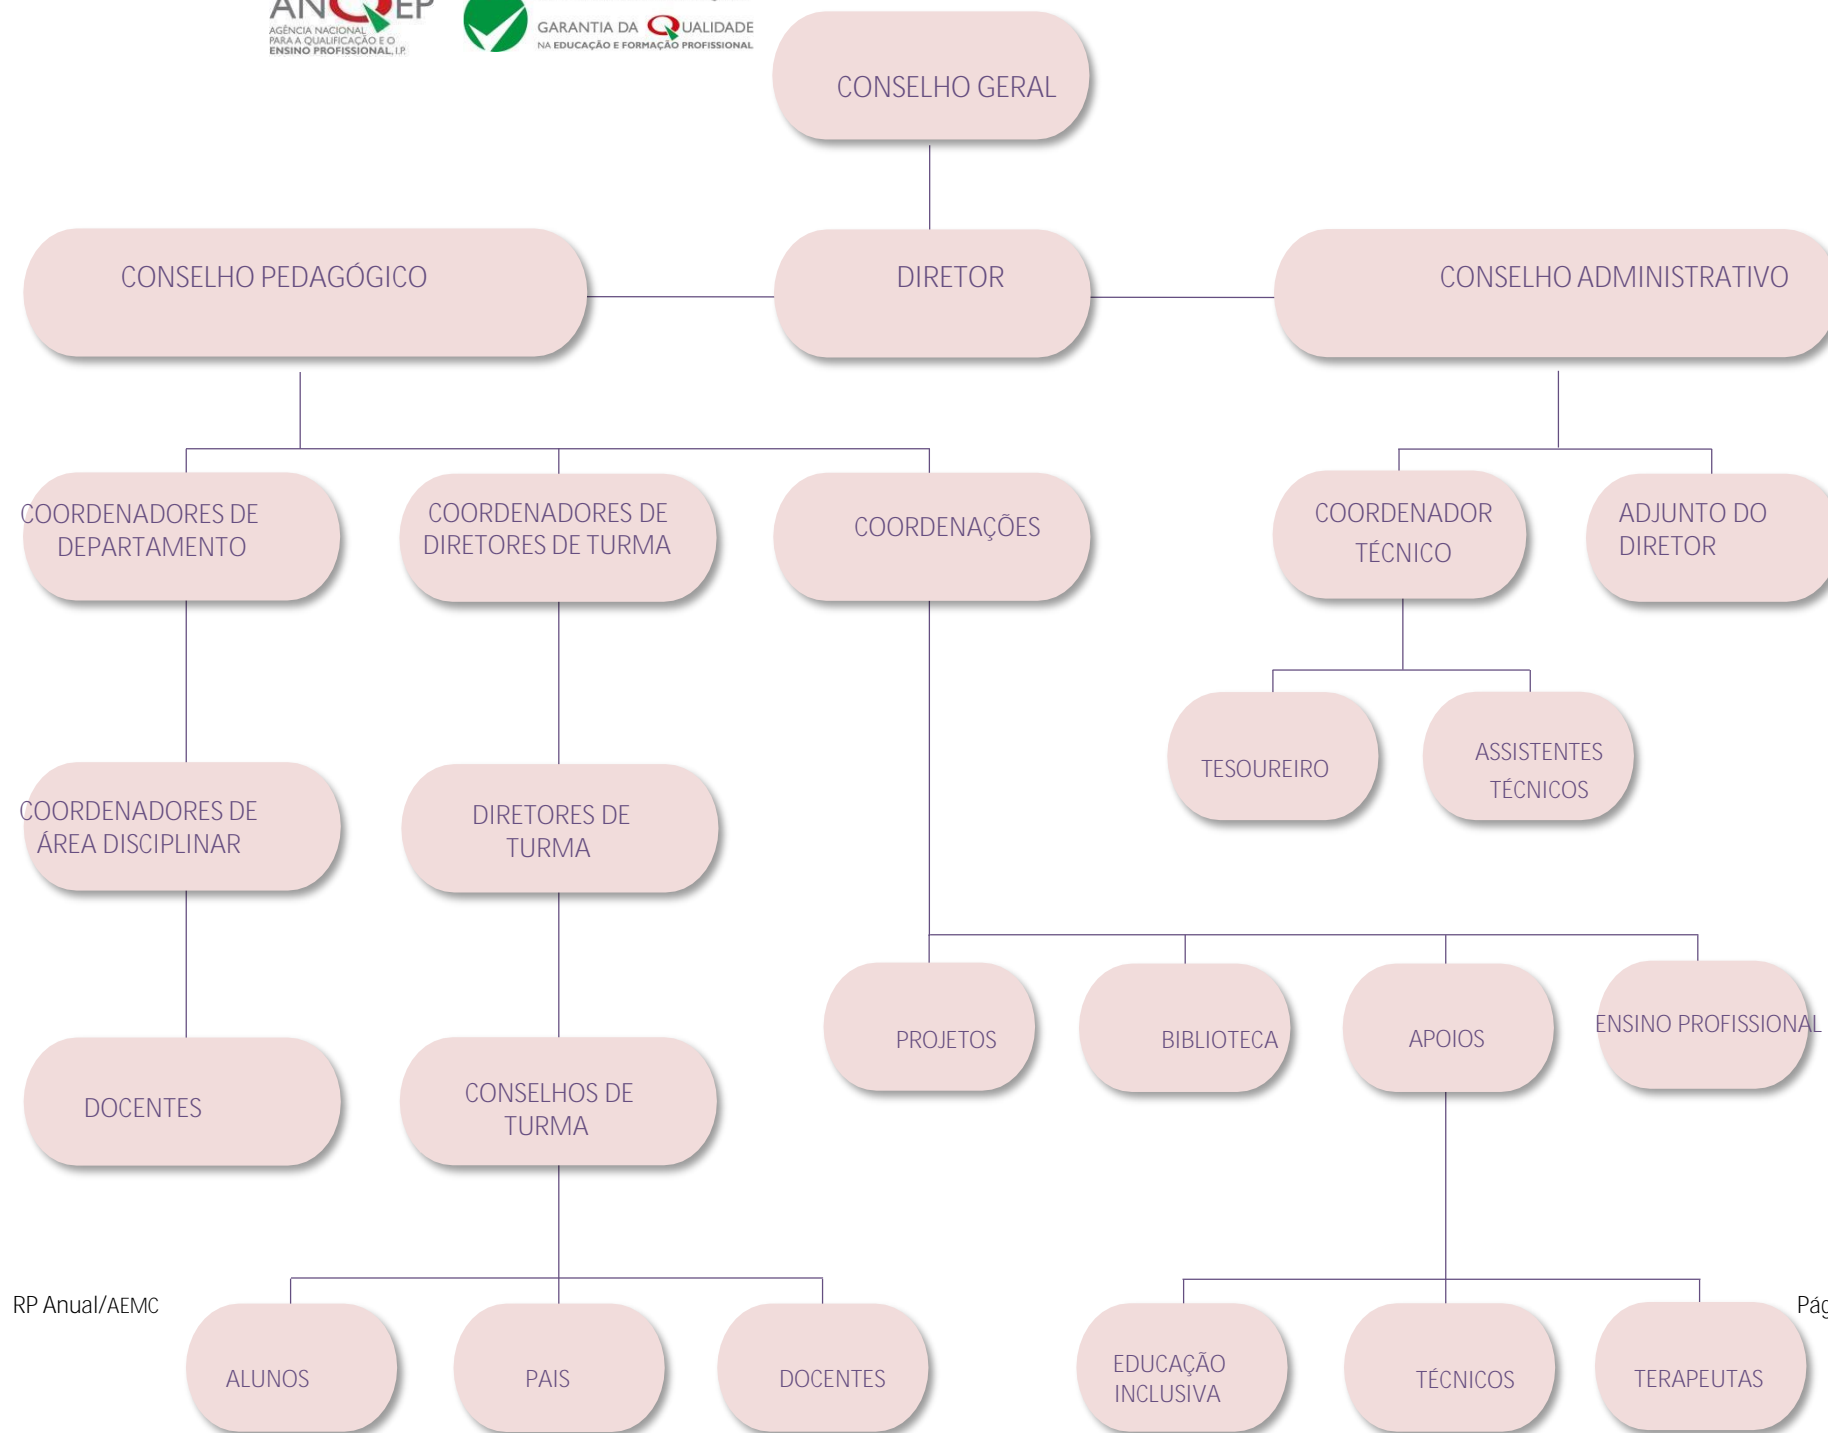 ANQEP
AGÊNCIA NACIONAL
PARA A QUALIFICAÇÃO E O
ENSINO PROFISSIONAL, I.P.
GARANTIA DA QUALIDADE
NA EDUCAÇÃO E FORMAÇÃO PROFISSIONAL
CONSELHO GERAL
CONSELHO PEDAGÓGICO
DIRETOR
CONSELHO ADMINISTRATIVO
COORDENADORES DE
DEPARTAMENTO
COORDENADORES DE
DIRETORES DE TURMA
COORDENAÇÕES
COORDENADOR
TÉCNICO
ADJUNTO DO
DIRETOR
TESOUREIRO
ASSISTENTES
TÉCNICOS
COORDENADORES DE
ÁREA DISCIPLINAR
DIRETORES DE
TURMA
PROJETOS
BIBLIOTECA
APOIOS
ENSINO PROFISSIONAL
DOCENTES
CONSELHOS DE
TURMA
RP Anual/AEMC
Pág
ALUNOS
PAIS
DOCENTES
EDUCAÇÃO
INCLUSIVA
TÉCNICOS
TERAPEUTAS